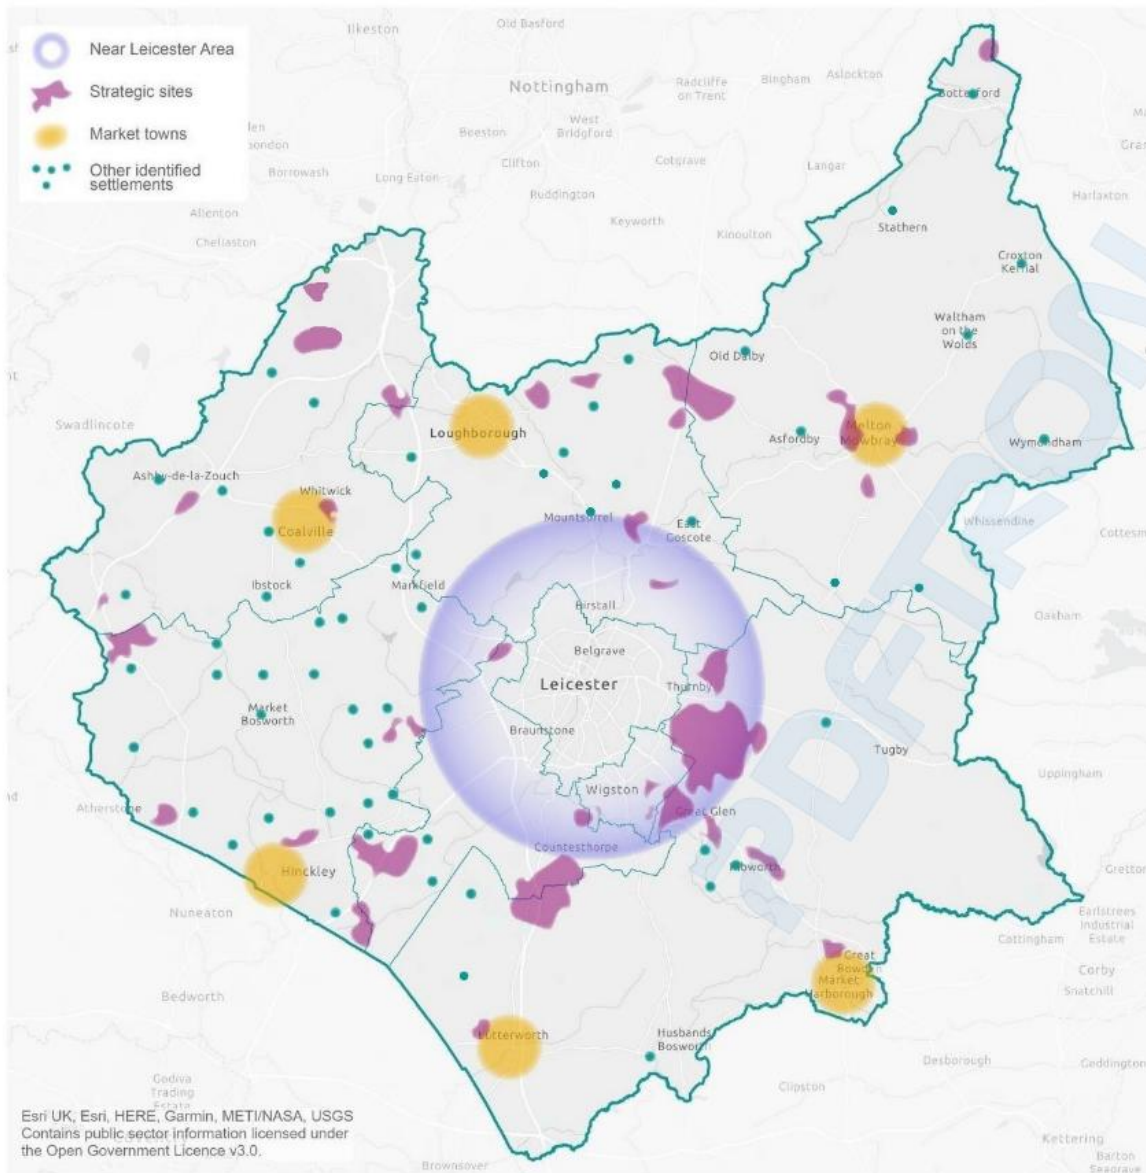 Near Leicester Area
Strategic sites
Market towns
Other identified
settlements
Ilkeston
Old Basford
Nottingham
Radcliffe
on Trent
Bingham
Aslockton
Bottesford
Beeston
West
Bridgford
Borrowash
Long Eaton
Clifton
Cotgrave
Langar
Ruddington
Harlaxton
Allenton
Keyworth
Kinoulton
Stathern
Chellaston
Croxton
Kerrial
Waltham
on the
Wolds
Old Dalby
Swadlincote
Loughborough
Asfordby
Melton
Mowbray
Wymondham
Ashby-de-la-Zouch
Whitwick
Coalville
Mountsorrel
East
Goscote
Whissendine
Cottesm
Ibstock
Markfield
Birstall
Oakham
Belgrave
Leicester
Thurnby
Market
Bosworth
Braunstone
Tugby
Uppingham
Atherstone
Wigston
Great Glen
Countesthorpe
Kibworth
Hinckley
Gretto
Nuneaton
Earlstrees
Industrial
Estate
Cottingham
Great
Bowden
Market
Harborough
Corby
Snatchill
Bedworth
Lutterworth
Husbands
Bosworth
Desborough
Geddington
Clipston
Godiva
Trading
Estate
Esri UK, Esri, HERE, Garmin, METI/NASA, USGS
Contains public sector information licensed under
the Open Government Licence v3.0.
Kettering
Barton
Seagrave
Brownsover
PDFTRON